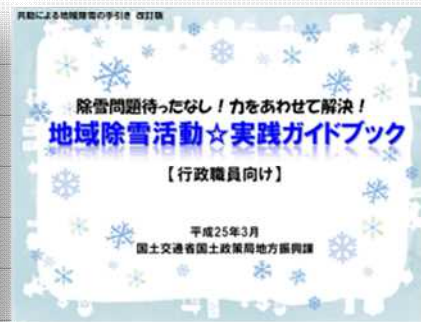 共助による地域除雪の手引き 改訂版
除雪問題待ったなし！力をあわせて解決！
地域除雪活動☆実践ガイドブック
【行政職員向け】
平成25年3月
国土交通省国土政策局地方振興課